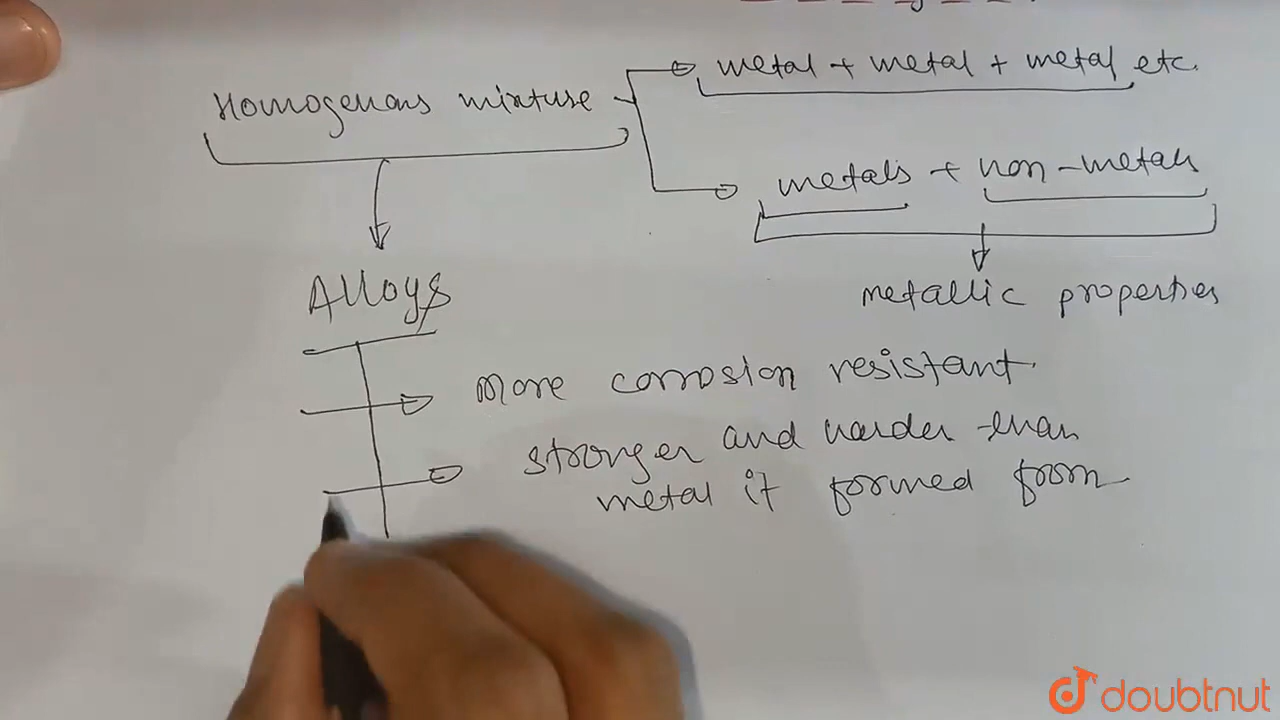 metal + metal + metal etc.
Homogenous mixture
metals + non-metals
metallic properties
Alloys
More corrosion resistant.
stronger and harder than
metal it formed from
doubtnut